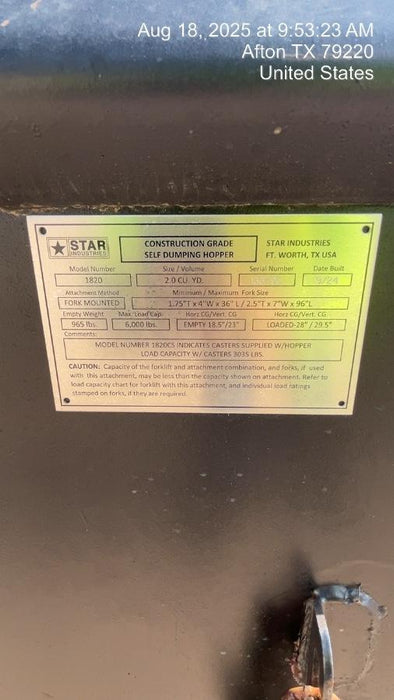 Aug 18, 2025 at 9:53:23 AM
Afton TX 79220
United States
STAR INDUSTRIES
CONSTRUCTION GRADE
SELF DUMPING HOPPER
STAR INDUSTRIES
FT. WORTH, TX USA
Model Number Size / Volume Serial Number Date Built
1820 2.0 CU. YD. 9/24
Attachment Method Minimum / Maximum Fork Size
FORK MOUNTED 1.75"T x 4"W x 36" L / 2.5"T x 7"W x 96"L
Empty Weight Max. Load Cap. Horz CG/Vert. CG Horz CG/Vert. CG
965 lbs. 6,000 lbs. EMPTY 18.5"/23" LOADED-28" / 29.5"
Comments:
MODEL NUMBER 1820CS INDICATES CASTERS SUPPLIED W/HOPPER
LOAD CAPACITY W/ CASTERS 3035 LBS.
CAUTION: Capacity of the forklift and attachment combination, and forks, if used
with this attachment, may be less than the capacity shown on attachment. Refer to
load capacity chart for forklift with this attachment, and individual load ratings
stamped on forks, if they are required.